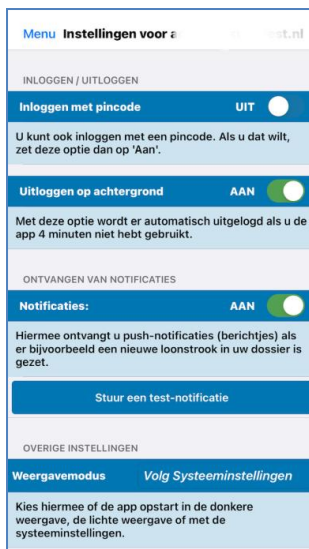 Menu Instellingen voor a st.nl
INLOGGEN / UITLOGGEN
Inloggen met pincode UIT
U kunt ook inloggen met een pincode. Als u dat wilt,
zet deze optie dan op 'Aan'.
Uitloggen op achtergrond AAN
Met deze optie wordt er automatisch uitgelogd als u de
app 4 minuten niet hebt gebruikt.
ONTVANGEN VAN NOTIFICATIES
Notificaties: AAN
Hiermee ontvangt u push-notificaties (berichtjes) als
er bijvoorbeeld een nieuwe loonstrook in uw dossier is
gezet.
Stuur een test-notificatie
OVERIGE INSTELLINGEN
Weergavemodus Volg Systeeminstellingen
Kies hiermee of de app opstart in de donkere
weergave, de lichte weergave of met de
systeeminstellingen.